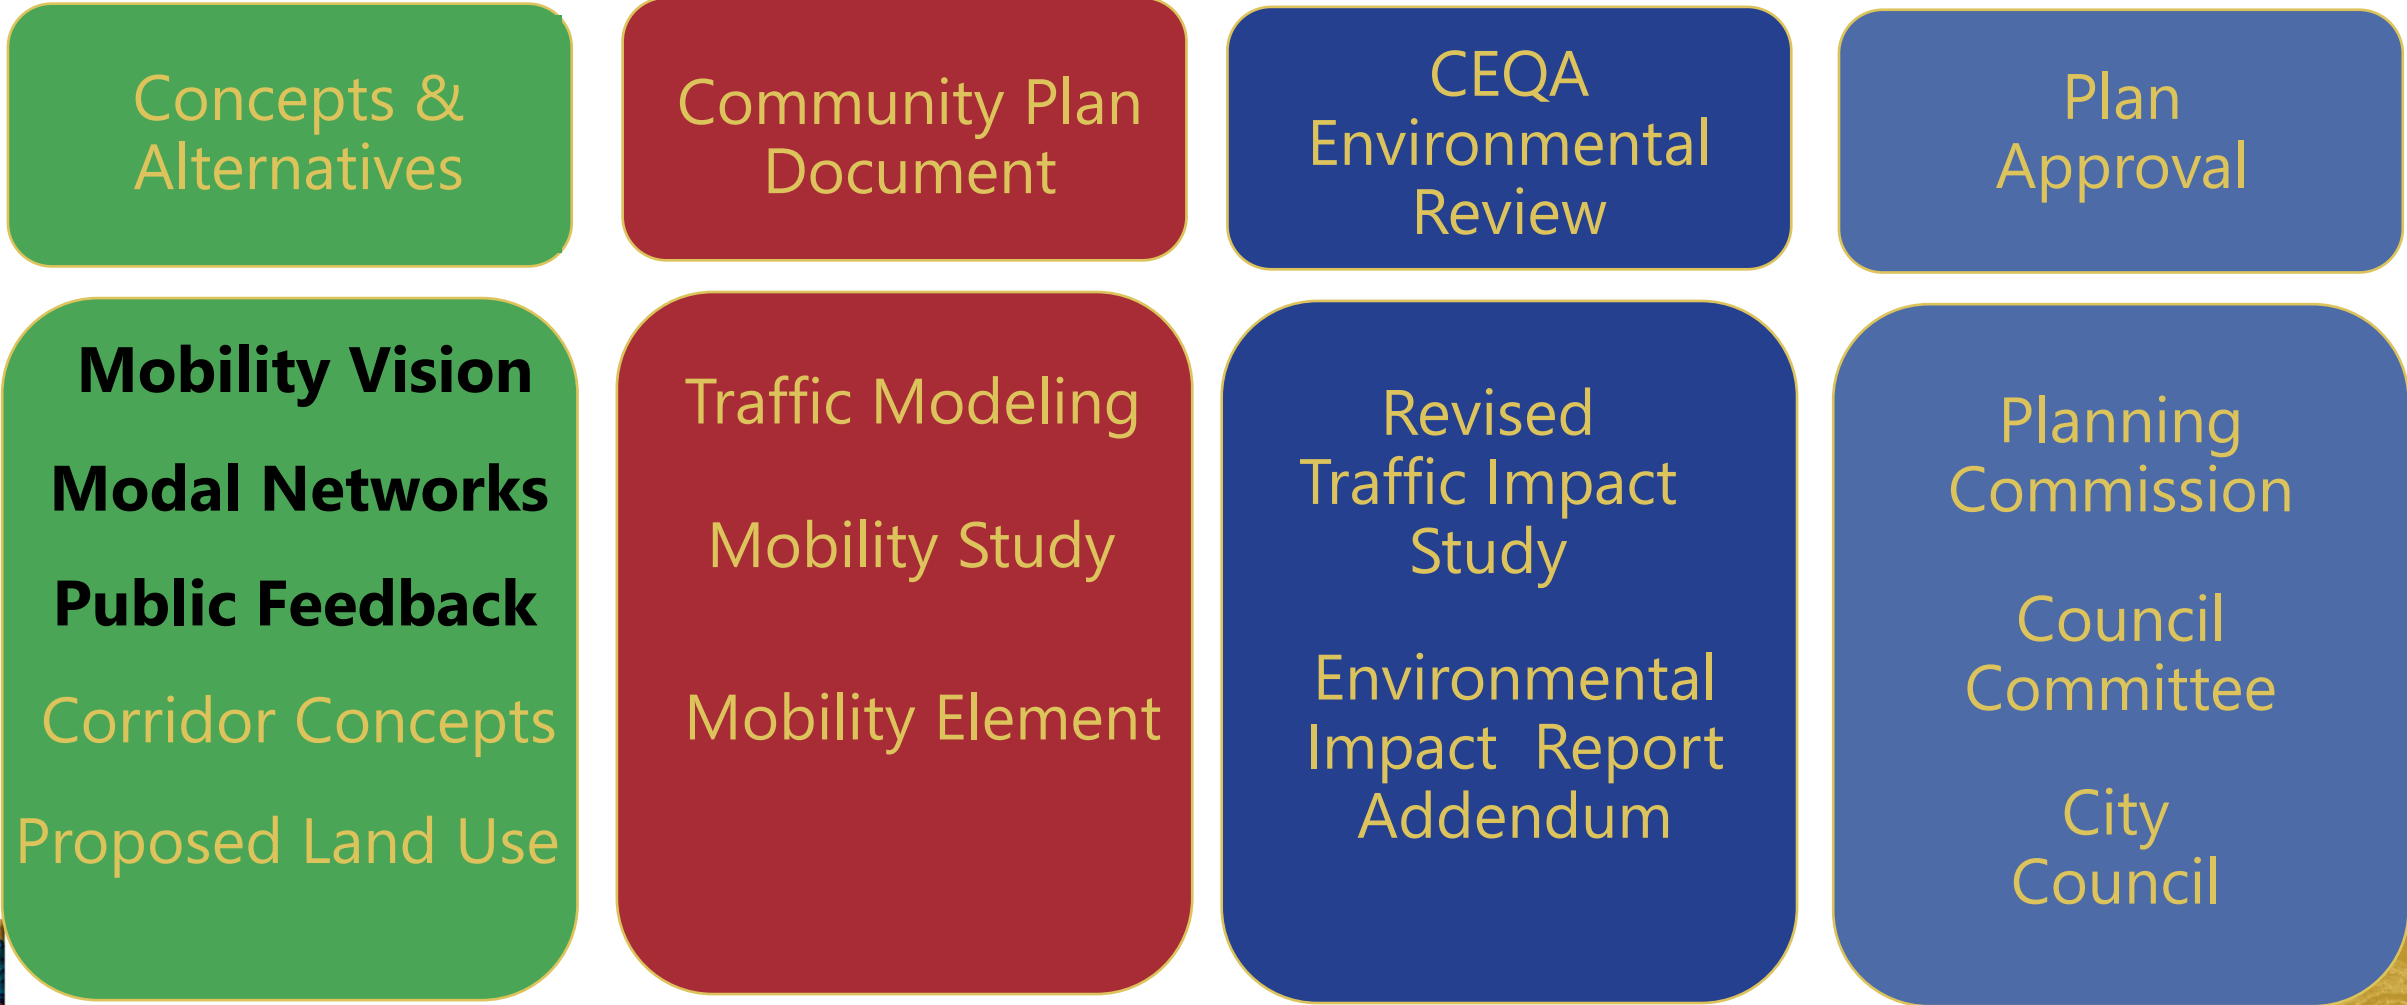 Concepts &
Alternatives
Community Plan
Document
CEQA
Environmental
Review
Plan
Approval
Mobility Vision
Modal Networks
Public Feedback
Corridor Concepts
Proposed Land Use
Traffic Modeling
Mobility Study
Mobility Element
Revised
Traffic Impact
Study
Environmental
Impact Report
Addendum
Planning
Commission
Council
Committee
City
Council